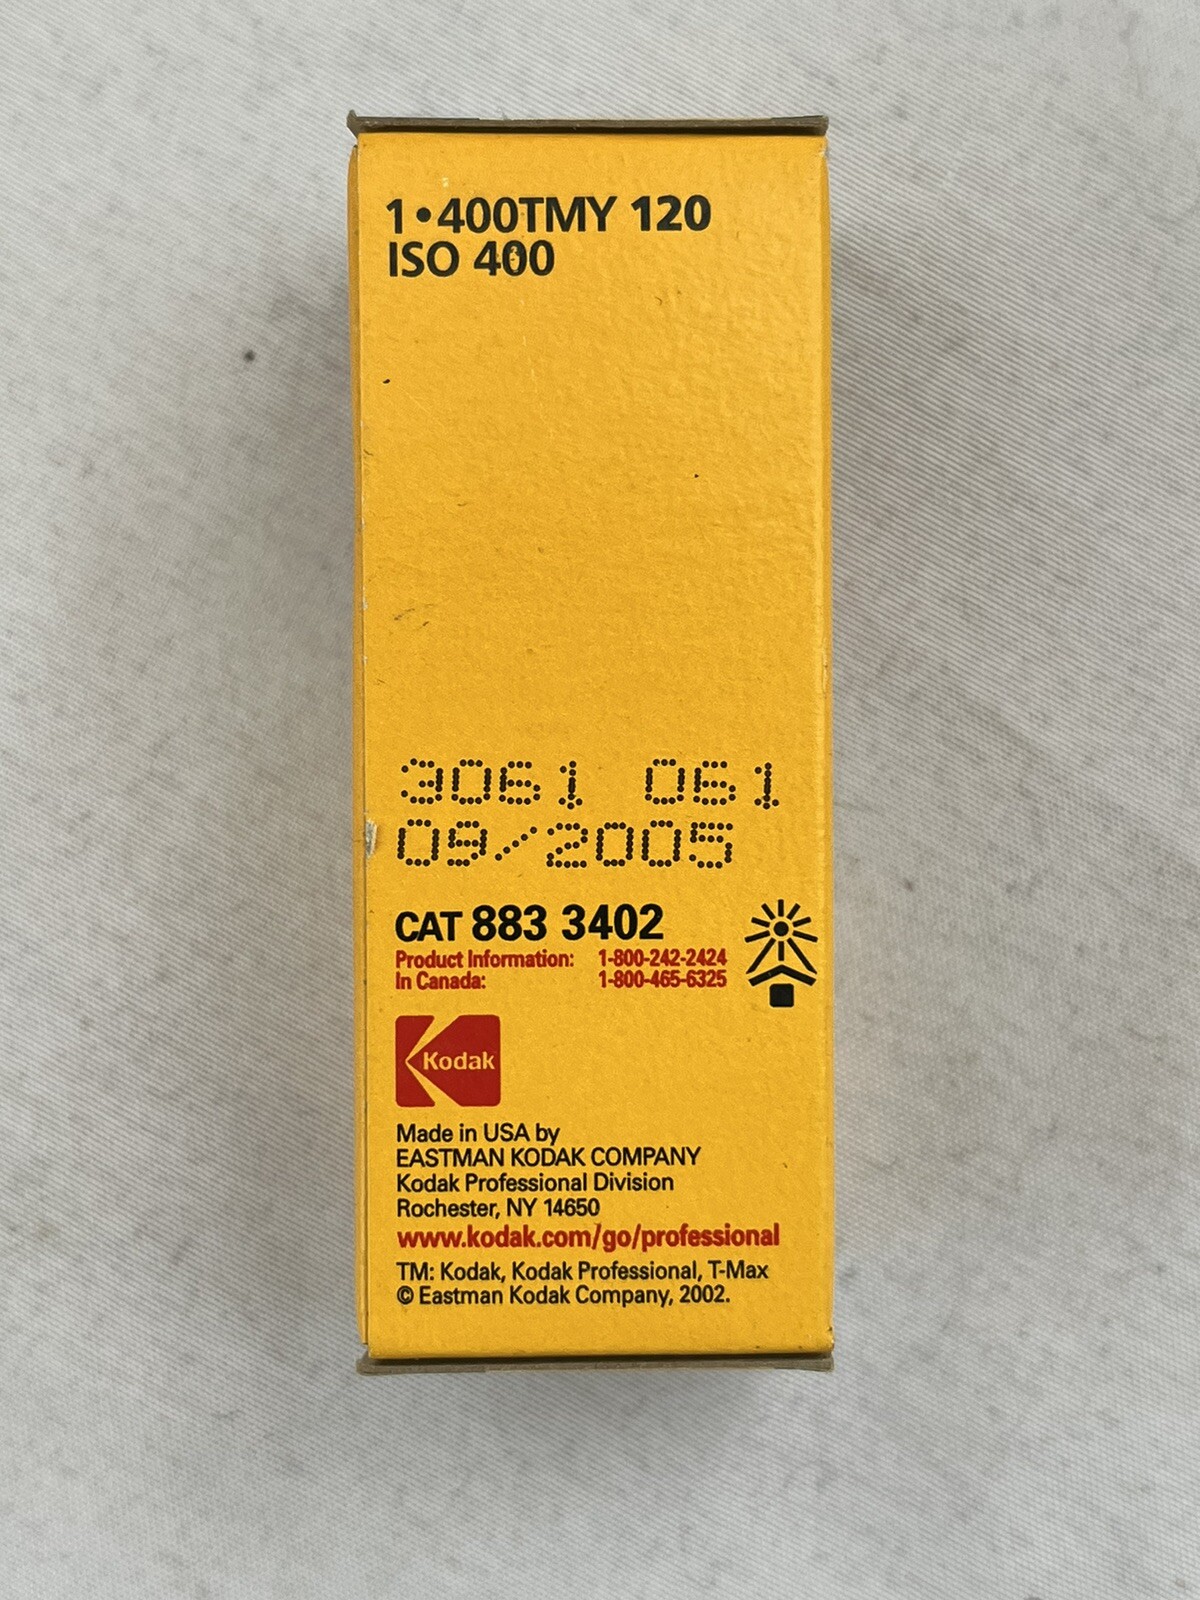 1•400TMY 120
ISO 400
3061 061
09/2005
CAT 883 3402
Product Information: 1-800-242-2424
In Canada: 1-800-465-6325
Kodak
Made in USA by
EASTMAN KODAK COMPANY
Kodak Professional Division
Rochester, NY 14650
www.kodak.com/go/professional
TM: Kodak, Kodak Professional, T-Max
© Eastman Kodak Company, 2002.